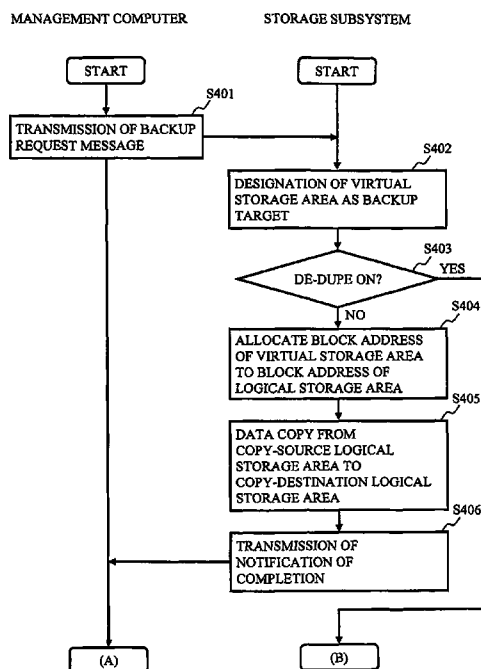 MANAGEMENT COMPUTER
STORAGE SUBSYSTEM
START
START
S401
TRANSMISSION OF BACKUP
REQUEST MESSAGE
S402
DESIGNATION OF VIRTUAL
STORAGE AREA AS BACKUP
TARGET
S403
DE-DUPE ON?
YES
NO
S404
ALLOCATE BLOCK ADDRESS
OF VIRTUAL STORAGE AREA
TO BLOCK ADDRESS OF
LOGICAL STORAGE AREA
S405
DATA COPY FROM
COPY-SOURCE LOGICAL
STORAGE AREA TO
COPY-DESTINATION LOGICAL
STORAGE AREA
S406
TRANSMISSION OF
NOTIFICATION OF
COMPLETION
(A)
(B)